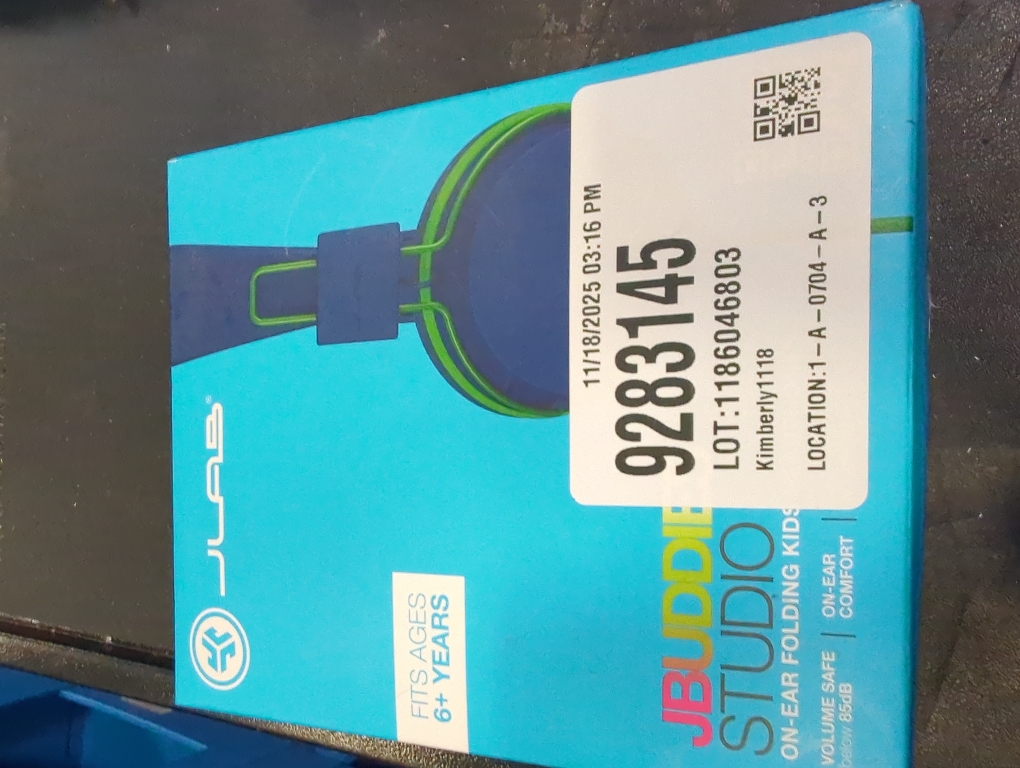 JLAB®
FITS AGES
6+ YEARS
JBUDDIE
STUDIO
ON-EAR FOLDING KIDS
VOLUME SAFE | ON-EAR |
below 85dB COMFORT
11/18/2025 03:16 PM
9283145
LOT:1186046803
Kimberly1118
LOCATION:1-A-0704-A-3